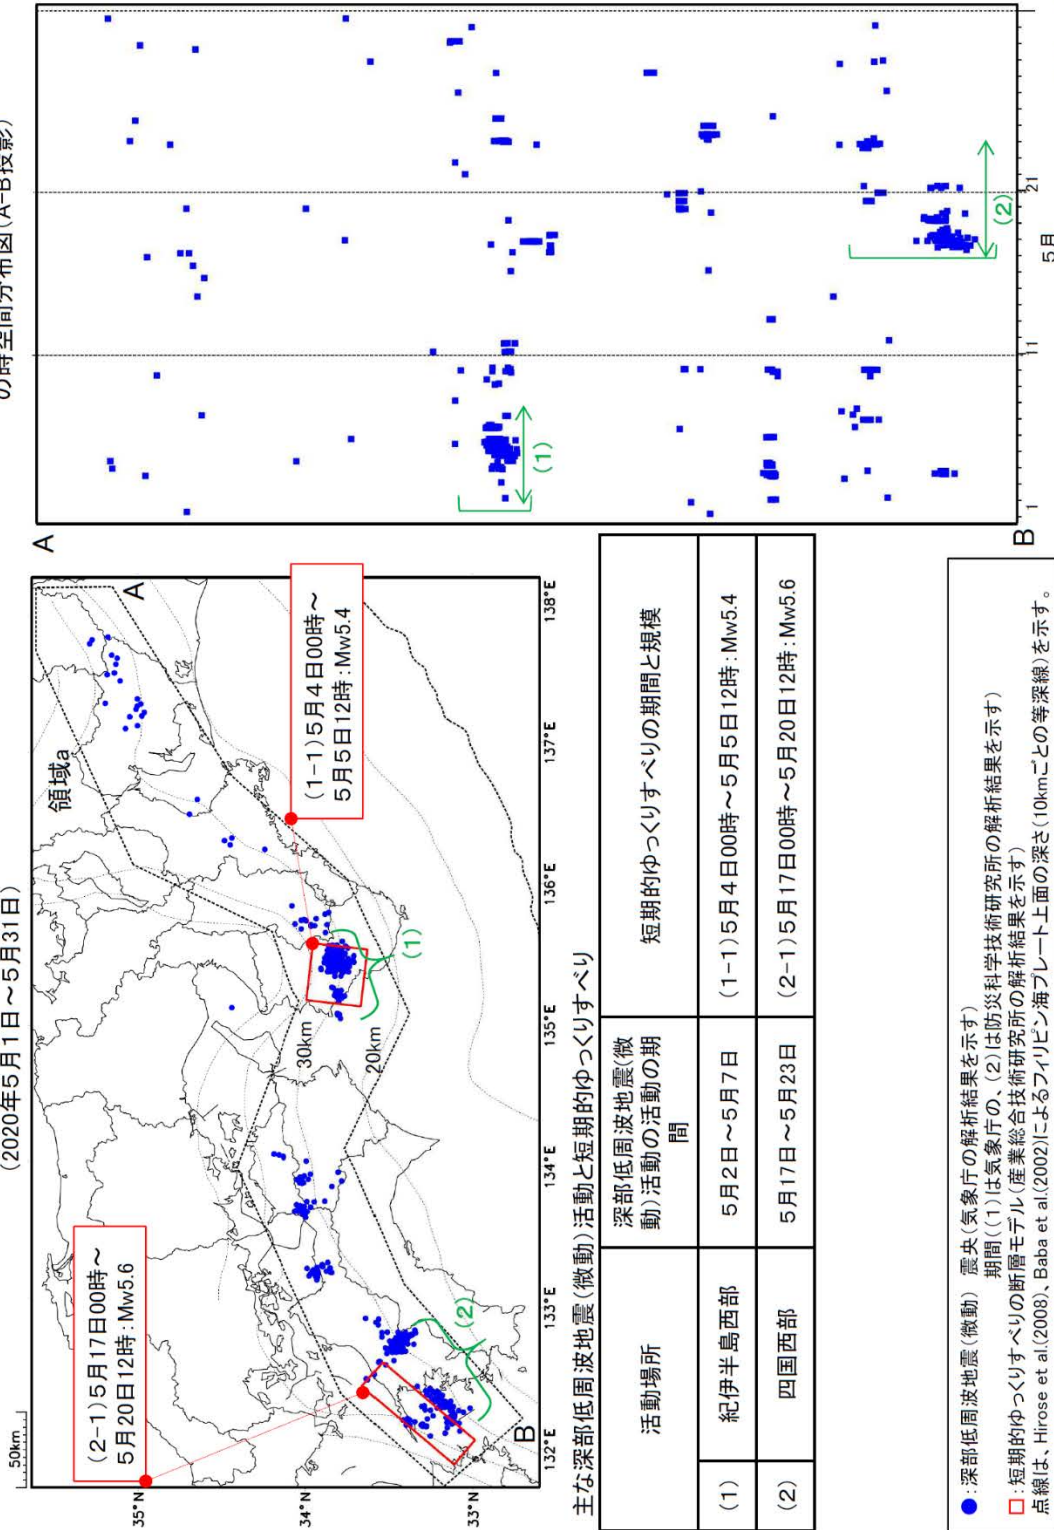 (2020年5月1日～5月31日)
50km
(2-1)5月17日00時～
5月20日12時:Mw5.6
領域a
A
(1-1)5月4日00時～
5月5日12時:Mw5.4
35°N
34°N
33°N
30km
20km
(1)
(2)
B
132°E
133°E
134°E
135°E
136°E
137°E
138°E
の時空間分布図(A-B投影)
A
(1)
(2)
B
1
11
21
5月
主な深部低周波地震(微動)活動と短期的ゆっくりすべり
活動場所
深部低周波地震(微
動)活動の活動の期
間
短期的ゆっくりすべりの期間と規模
(1)
紀伊半島西部
5月2日～5月7日
(1-1)5月4日00時～5月5日12時:Mw5.4
(2)
四国西部
5月17日～5月23日
(2-1)5月17日00時～5月20日12時:Mw5.6
●:深部低周波地震(微動) 震央(気象庁の解析結果を示す)
期間((1)は気象庁の、(2)は防災科学技術研究所の解析結果を示す)
□:短期的ゆっくりすべりの断層モデル(産業総合技術研究所の解析結果を示す)
点線は、Hirose et al.(2008)、Baba et al.(2002)によるフィリピン海プレート上面の深さ(10kmごとの等深線)を示す。